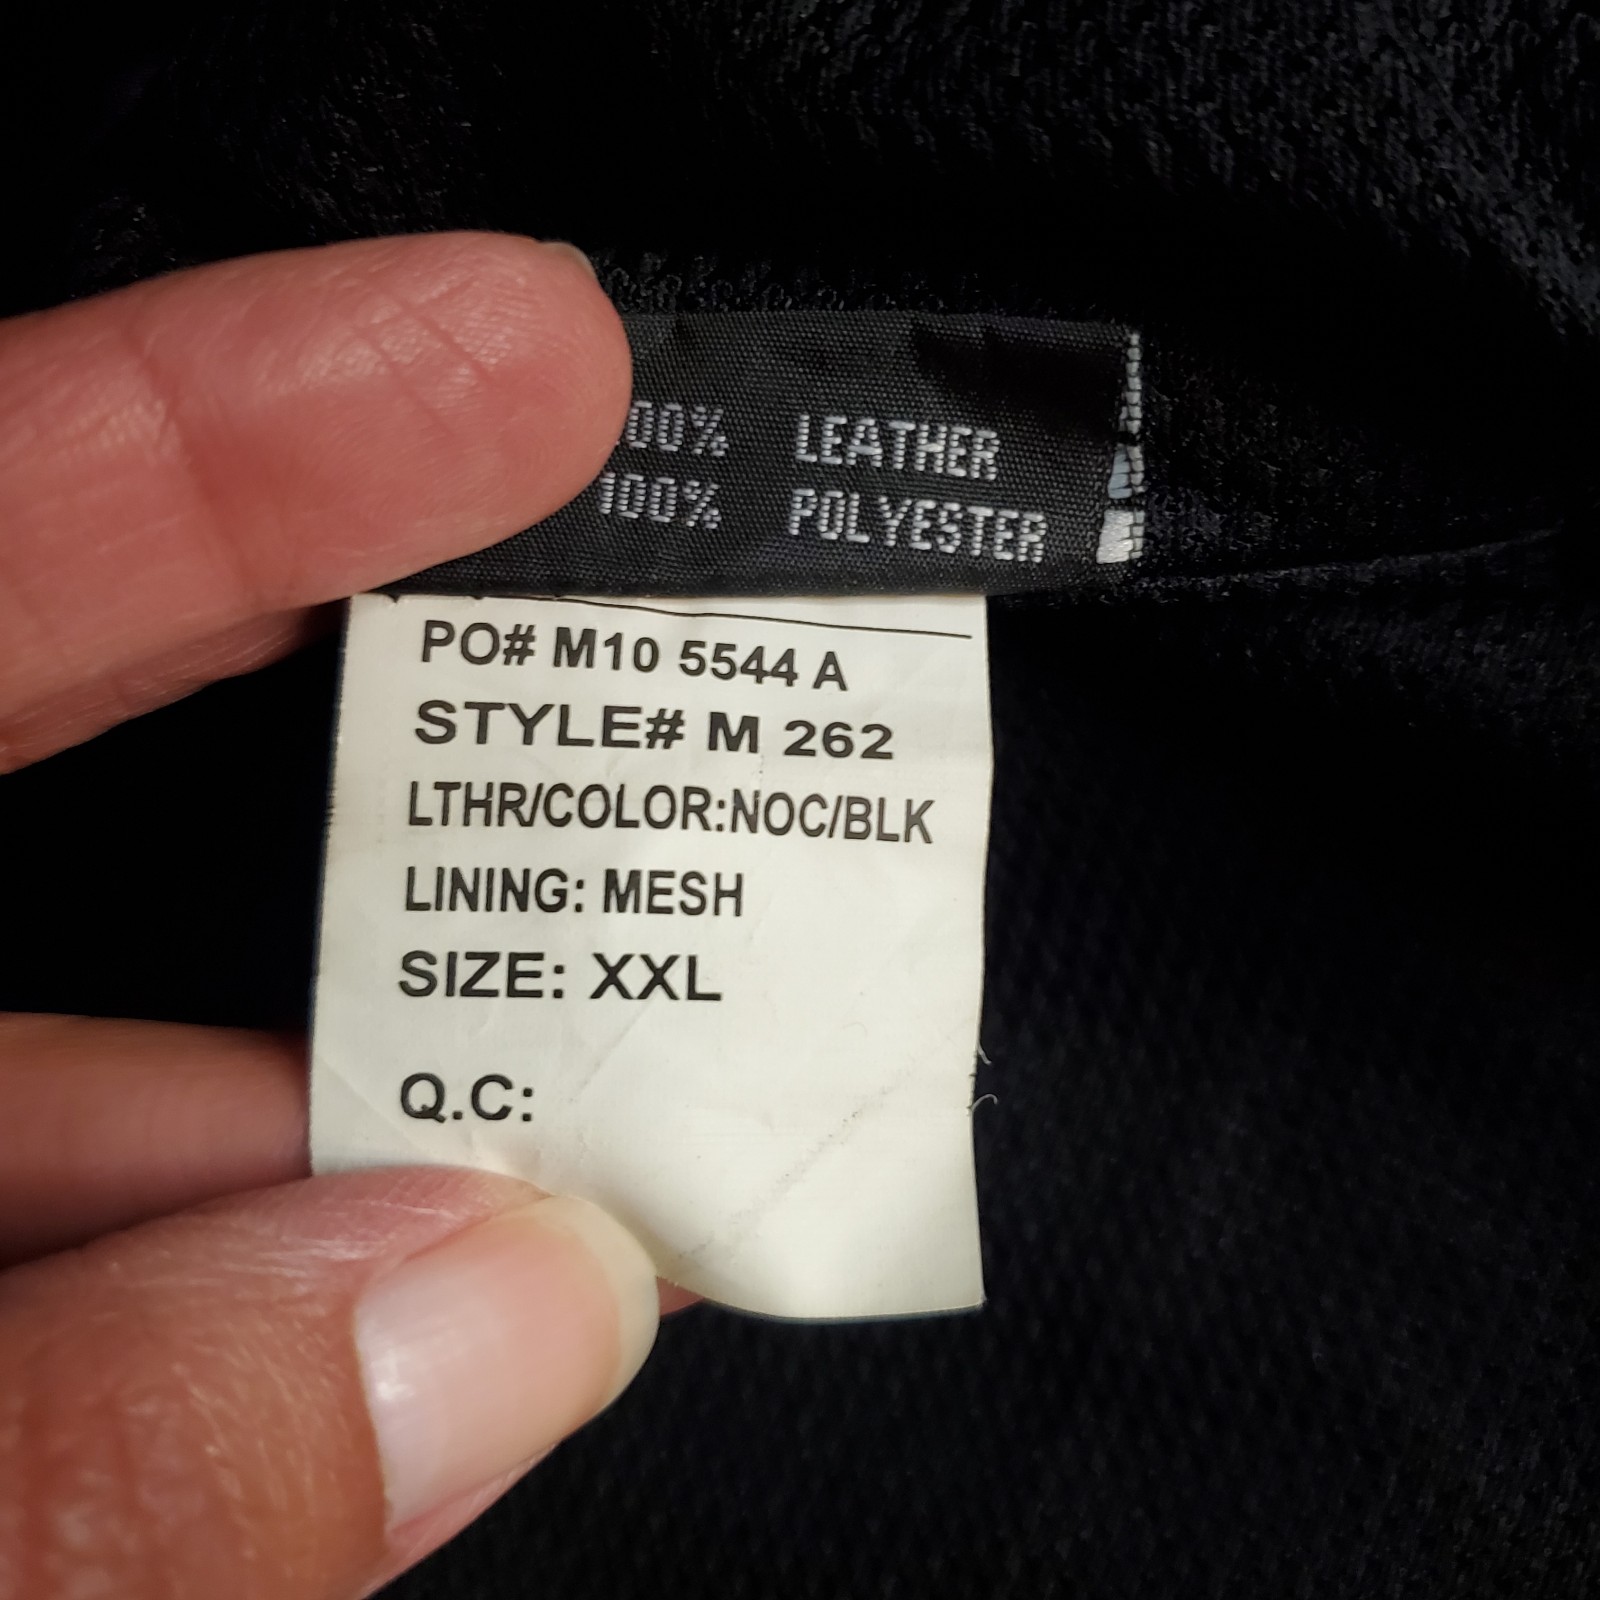 00% LEATHER
100% POLYESTER
PO# M10 5544 A
STYLE# M 262
LTHR/COLOR:NOC/BLK
LINING: MESH
SIZE: XXL
Q.C: